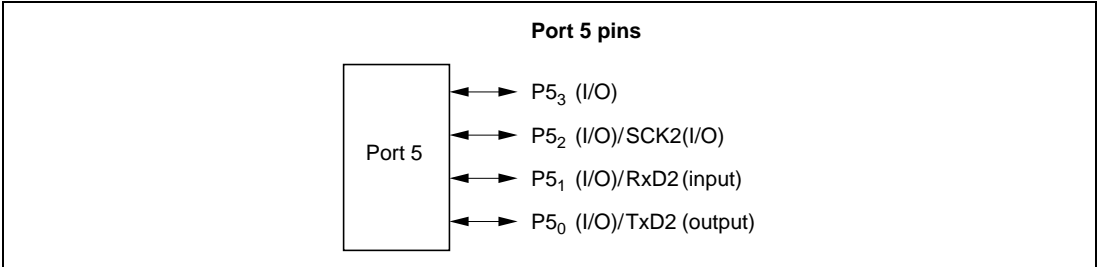 Port 5 pins
P5₃ (I/O)
P5₂ (I/O)/SCK2(I/O)
Port 5
P5₁ (I/O)/RxD2 (input)
P5₀ (I/O)/TxD2 (output)